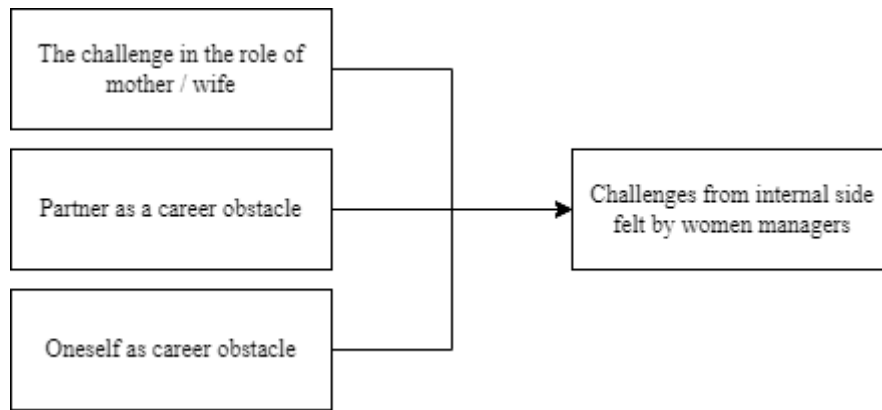 The challenge in the role of
mother / wife
Partner as a career obstacle
Oneself as career obstacle
Challenges from internal side
felt by women managers